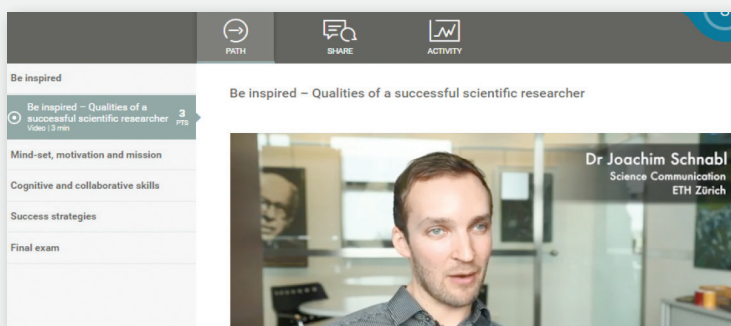 PATH
SHARE
ACTIVITY
Be inspired
Be inspired – Qualities of a
successful scientific researcher
Video | 3 min
3
PTS
Mind-set, motivation and mission
Cognitive and collaborative skills
Success strategies
Final exam
Be inspired – Qualities of a successful scientific researcher
Dr Joachim Schnabl
Science Communication
ETH Zürich